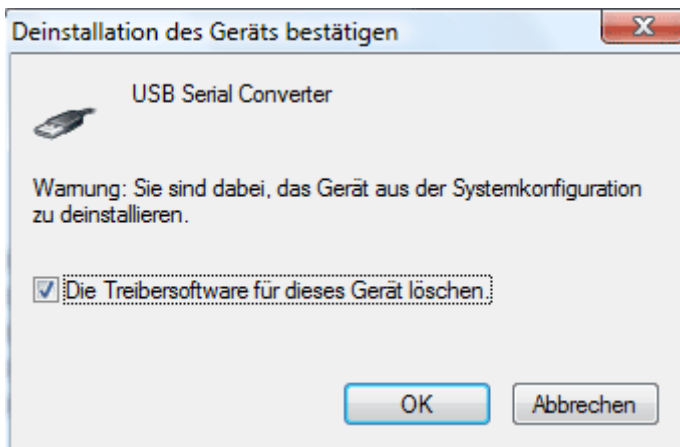 Deinstallation des Geräts bestätigen
USB Serial Converter
Warnung: Sie sind dabei, das Gerät aus der Systemkonfiguration
zu deinstallieren.
Die Treibersoftware für dieses Gerät löschen.
OK
Abbrechen